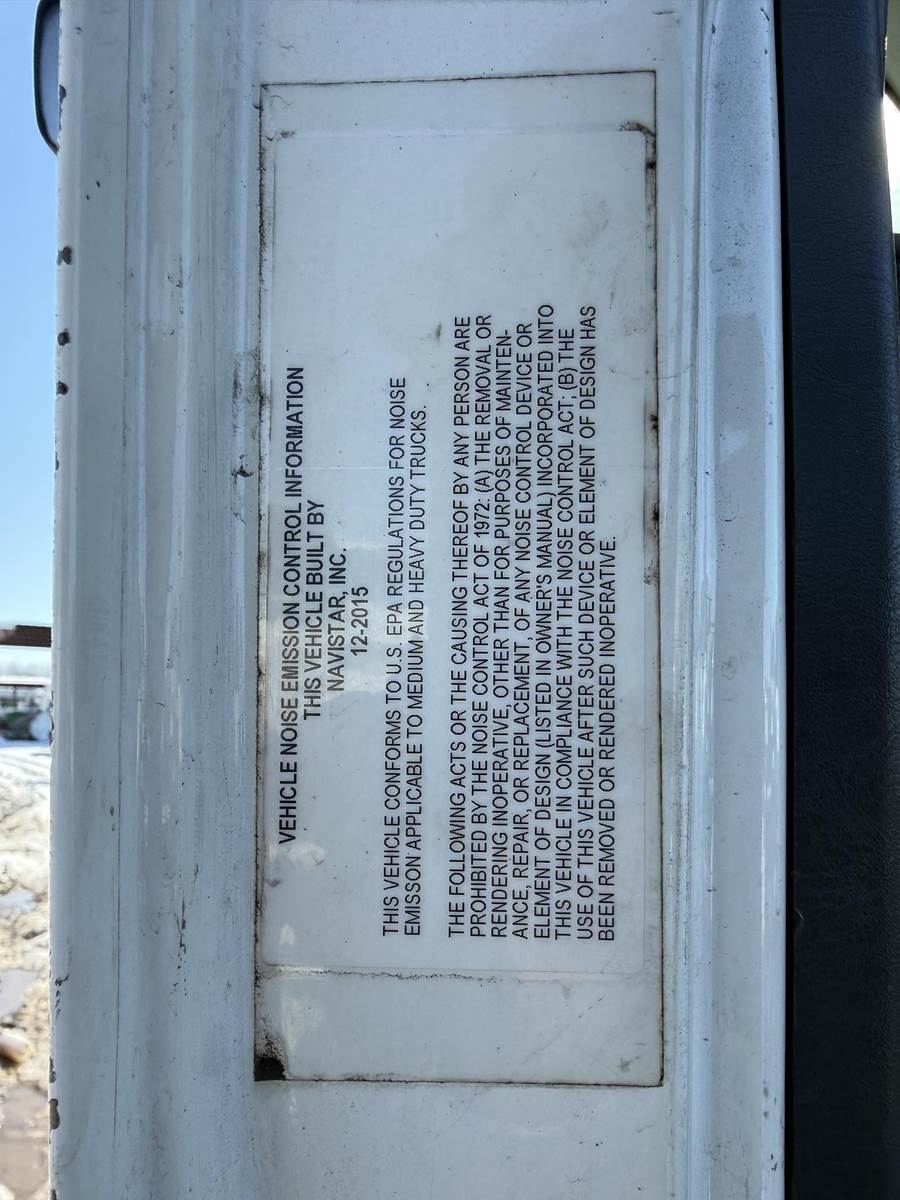 VEHICLE NOISE EMISSION CONTROL INFORMATION
THIS VEHICLE BUILT BY
NAVISTAR, INC.
12-2015
THIS VEHICLE CONFORMS TO U.S. EPA REGULATIONS FOR NOISE
EMISSON APPLICABLE TO MEDIUM AND HEAVY DUTY TRUCKS.
THE FOLLOWING ACTS OR THE CAUSING THEREOF BY ANY PERSON ARE
PROHIBITED BY THE NOISE CONTROL ACT OF 1972: (A) THE REMOVAL OR
RENDERING INOPERATIVE, OTHER THAN FOR PURPOSES OF MAINTEN-
ANCE, REPAIR, OR REPLACEMENT, OF ANY NOISE CONTROL DEVICE OR
ELEMENT OF DESIGN (LISTED IN OWNER'S MANUAL) INCORPORATED INTO
THIS VEHICLE IN COMPLIANCE WITH THE NOISE CONTROL ACT; (B) THE
USE OF THIS VEHICLE AFTER SUCH DEVICE OR ELEMENT OF DESIGN HAS
BEEN REMOVED OR RENDERED INOPERATIVE.